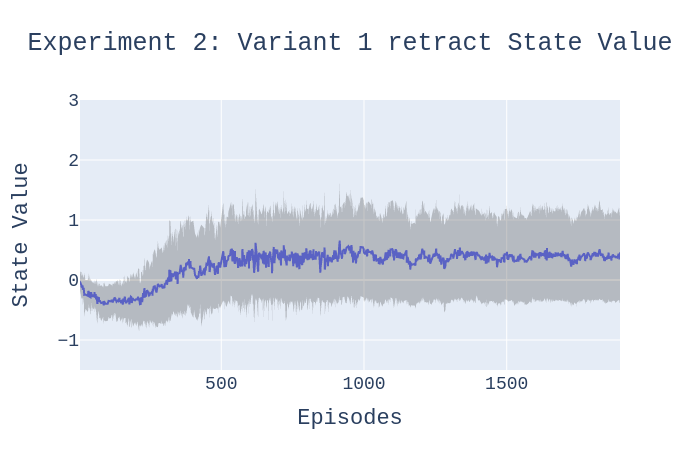 Experiment 2: Variant 1 retract State Value
3
2
1
0
−1
State Value
500
1000
1500
Episodes